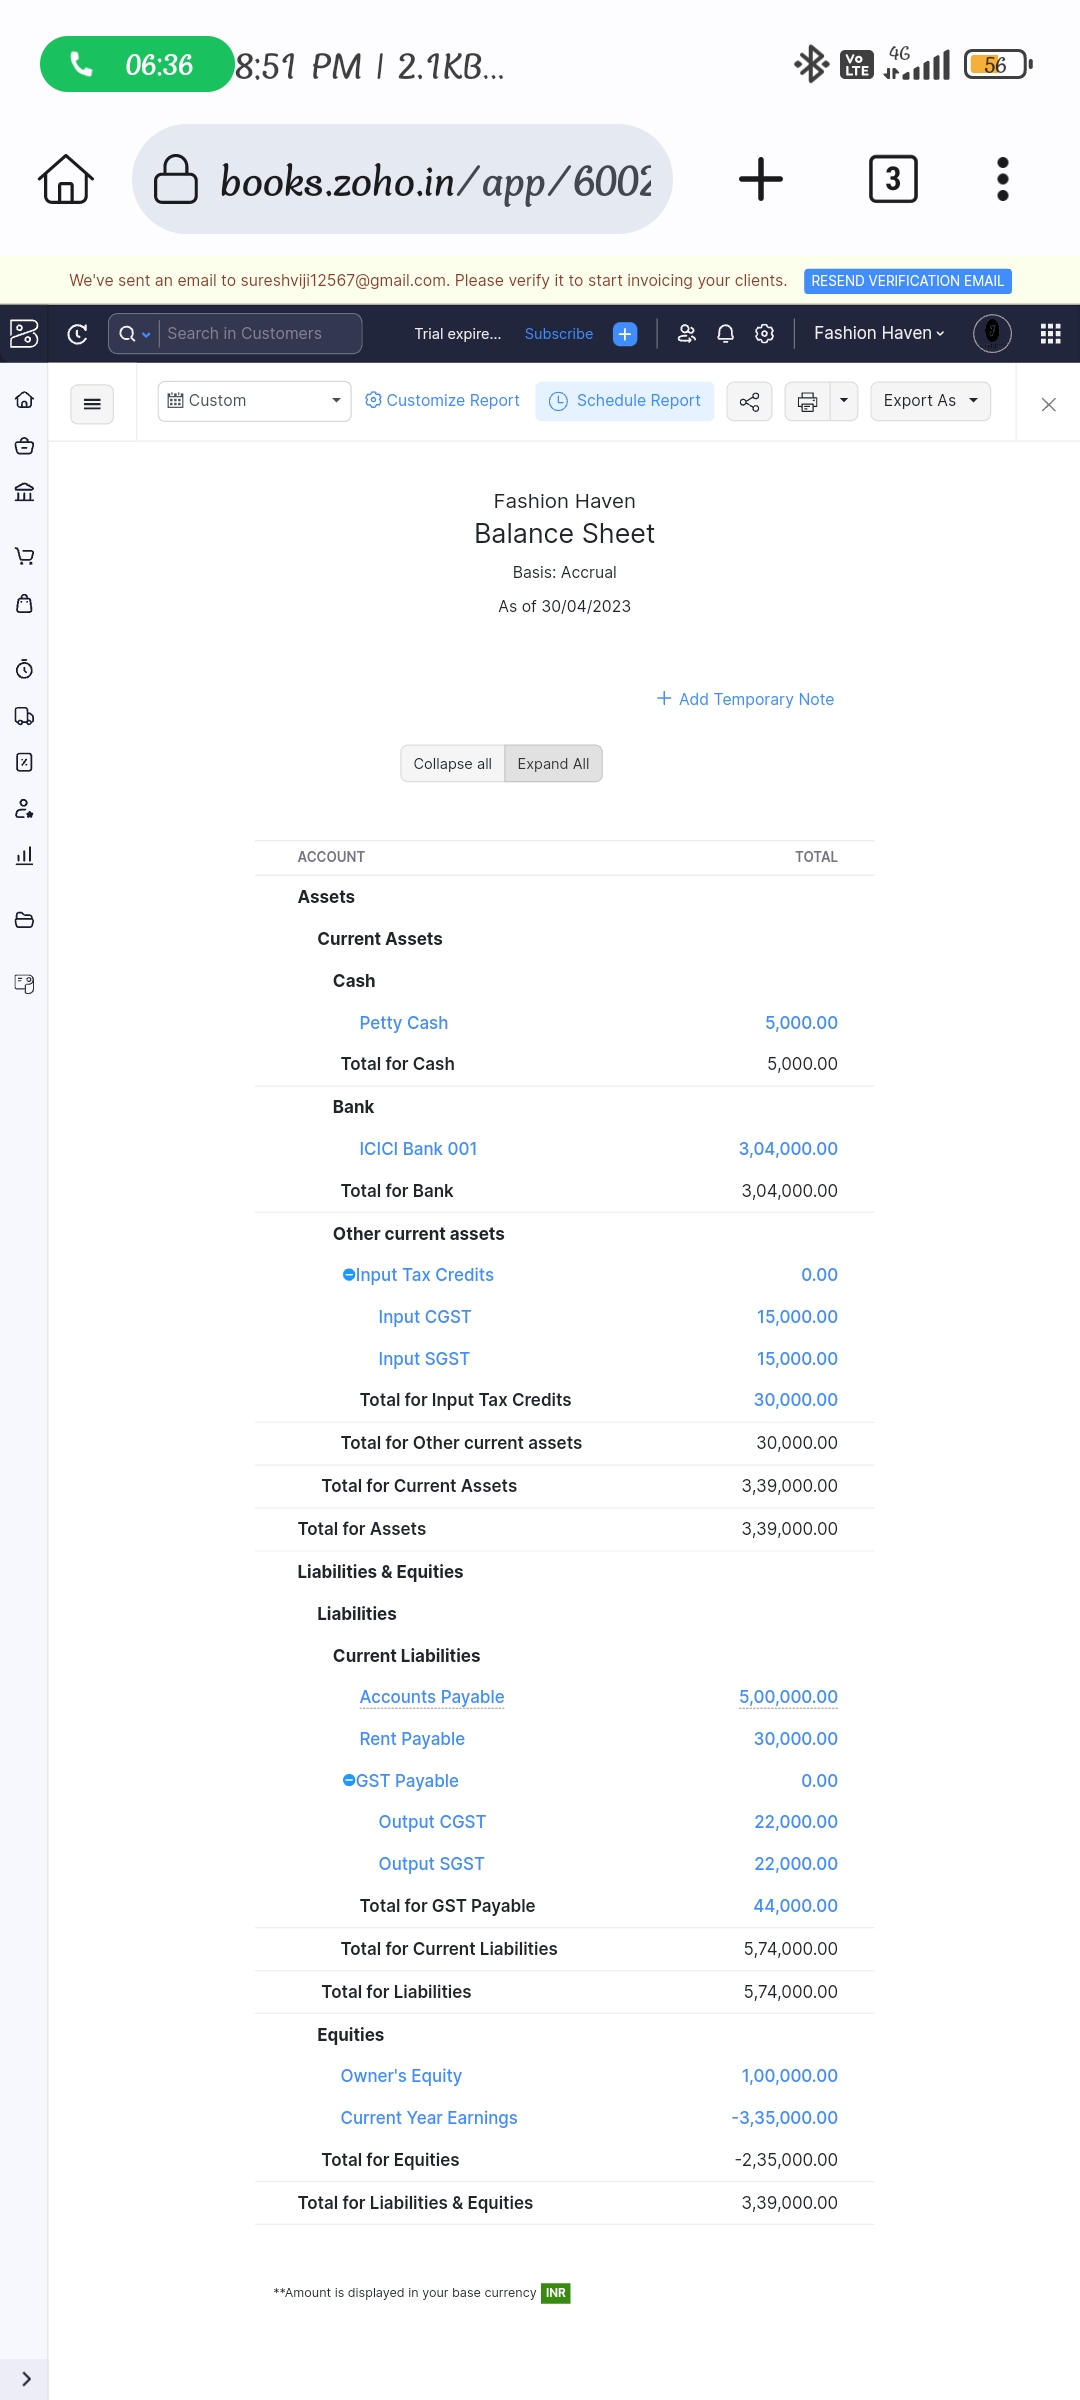 06:36 8:51 PM | 2.1KB... Vo LTE 4G 56
books.zoho.in/app/6002 3
We've sent an email to sureshviji12567@gmail.com. Please verify it to start invoicing your clients. RESEND VERIFICATION EMAIL
Search in Customers Trial expire... Subscribe Fashion Haven
Custom Customize Report Schedule Report Export As
Fashion Haven
Balance Sheet
Basis: Accrual
As of 30/04/2023
+ Add Temporary Note
Collapse all Expand All
ACCOUNT TOTAL
Assets
Current Assets
Cash
Petty Cash 5,000.00
Total for Cash 5,000.00
Bank
ICICI Bank 001 3,04,000.00
Total for Bank 3,04,000.00
Other current assets
Input Tax Credits 0.00
Input CGST 15,000.00
Input SGST 15,000.00
Total for Input Tax Credits 30,000.00
Total for Other current assets 30,000.00
Total for Current Assets 3,39,000.00
Total for Assets 3,39,000.00
Liabilities & Equities
Liabilities
Current Liabilities
Accounts Payable 5,00,000.00
Rent Payable 30,000.00
GST Payable 0.00
Output CGST 22,000.00
Output SGST 22,000.00
Total for GST Payable 44,000.00
Total for Current Liabilities 5,74,000.00
Total for Liabilities 5,74,000.00
Equities
Owner's Equity 1,00,000.00
Current Year Earnings -3,35,000.00
Total for Equities -2,35,000.00
Total for Liabilities & Equities 3,39,000.00
**Amount is displayed in your base currency INR